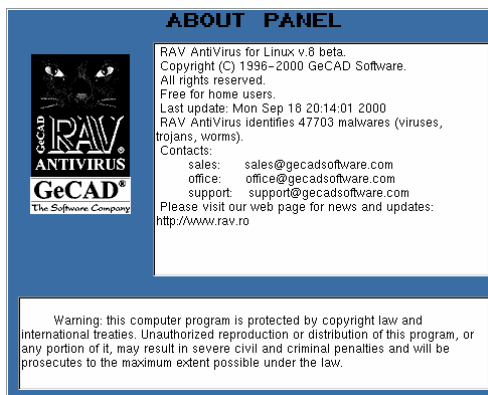 ABOUT PANEL
RAV AntiVirus for Linux v.8 beta.
Copyright (C) 1996-2000 GeCAD Software.
All rights reserved.
Free for home users.
Last update: Mon Sep 18 20:14:01 2000
RAV AntiVirus identifies 47703 malwares (viruses,
trojans, worms).
Contacts:
sales: sales@gecadsoftware.com
office: office@gecadsoftware.com
support: support@gecadsoftware.com
Please visit our web page for news and updates:
http://www.rav.ro
GeCAD
RAV®
ANTIVIRUS
GeCAD®
The Software Company
Warning: this computer program is protected by copyright law and
international treaties. Unauthorized reproduction or distribution of this program, or
any portion of it, may result in severe civil and criminal penalties and will be
prosecutes to the maximum extent possible under the law.